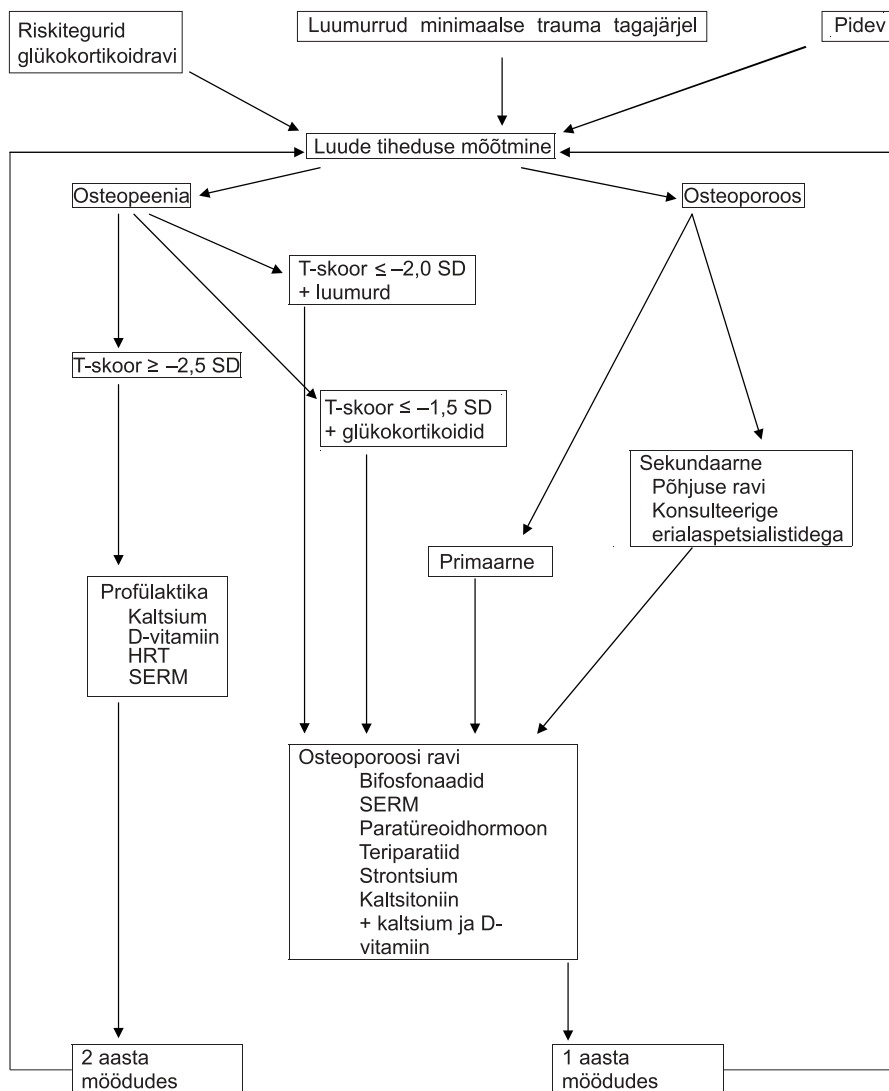 Riskitegurid
glükokortikoidravi
Luumurrud minimaalse trauma tagajärjel
Pidev
Luude tiheduse mõõtmine
Osteopeenia
Osteoporoos
T-skoor ≤ –2,0 SD
+ luumurd
T-skoor ≥ –2,5 SD
T-skoor ≤ –1,5 SD
+ glükokortikoidid
Sekundaarne
Põhjuse ravi
Konsulteerige
erialaspetsialistidega
Primaarne
Profülaktika
Kaltsium
D-vitamiin
HRT
SERM
Osteoporoosi ravi
Bifosfonaadid
SERM
Paratüreoidhormoon
Teriparatiid
Strontsium
Kaltsitoniin
+ kaltsium ja D-
vitamiin
2 aasta
möödudes
1 aasta
möödudes